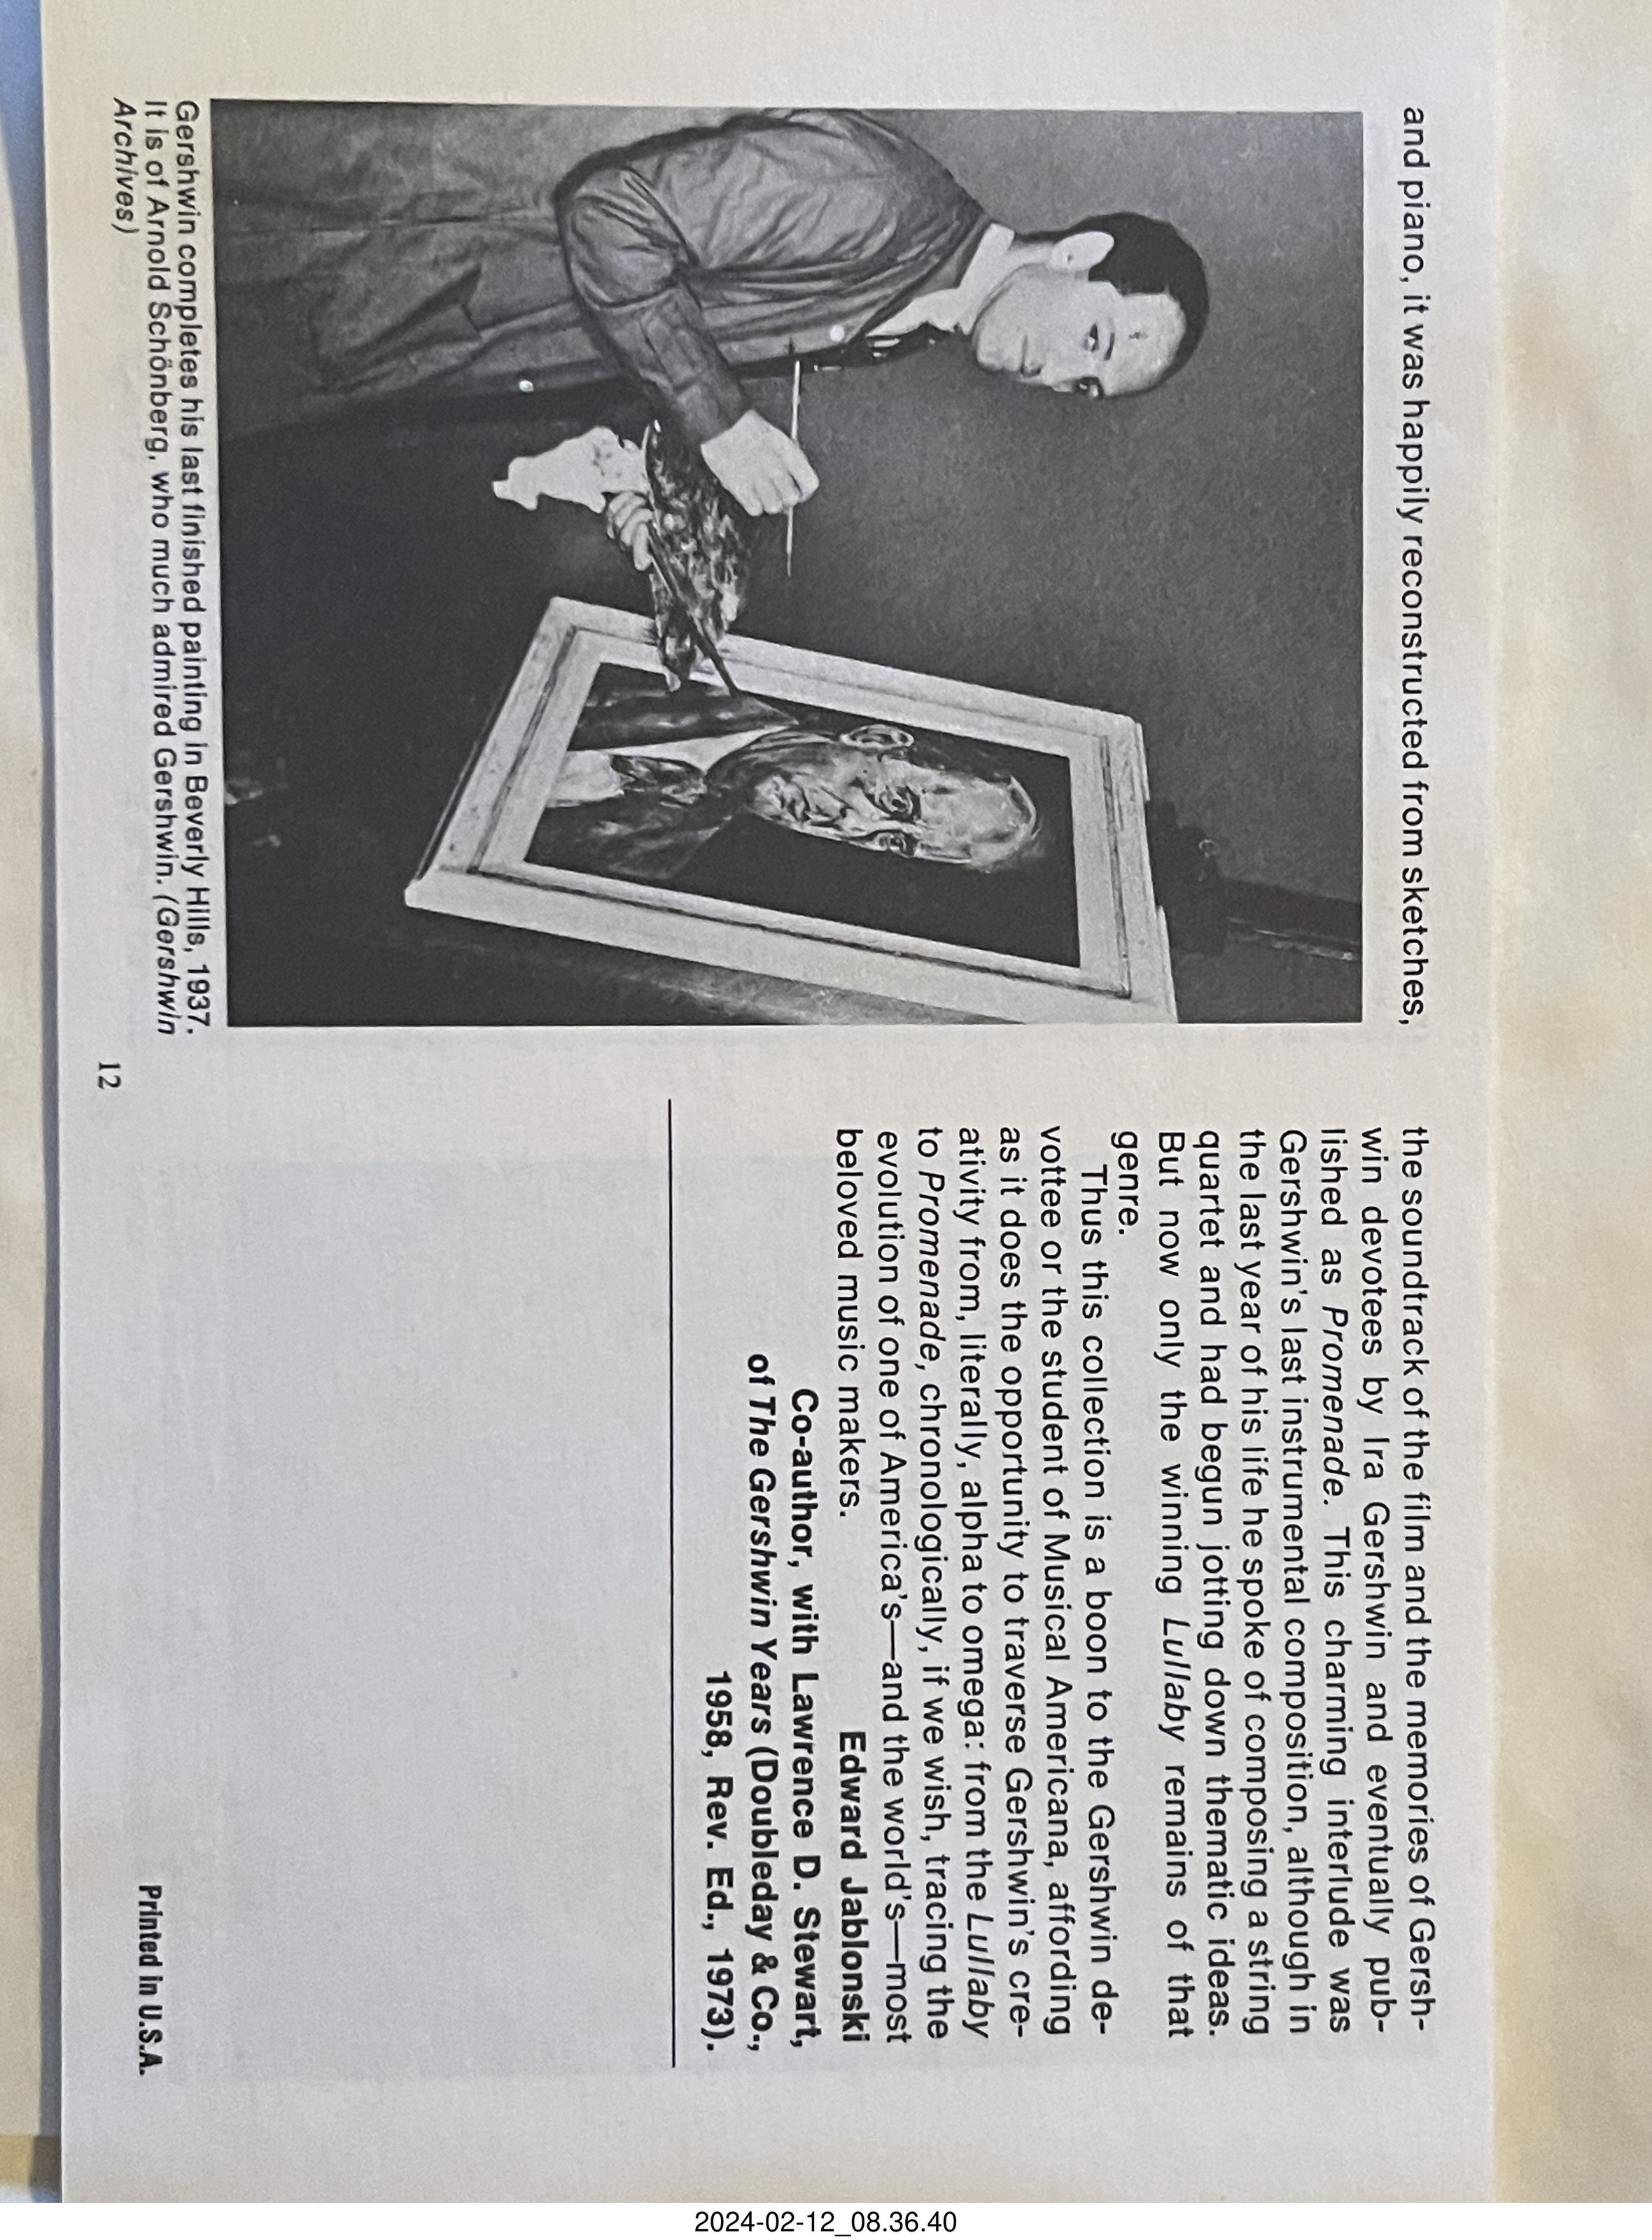 and piano, it was happily reconstructed from sketches,
Gershwin completes his last finished painting in Beverly Hills, 1937.
It is of Arnold Schönberg, who much admired Gershwin. (Gershwin
Archives)
the soundtrack of the film and the memories of Gersh-
win devotees by Ira Gershwin and eventually pub-
lished as Promenade. This charming interlude was
Gershwin's last instrumental composition, although in
the last year of his life he spoke of composing a string
quartet and had begun jotting down thematic ideas.
But now only the winning Lullaby remains of that
genre.
Thus this collection is a boon to the Gershwin de-
vottee or the student of Musical Americana, affording
as it does the opportunity to traverse Gershwin's cre-
ativity from, literally, alpha to omega: from the Lullaby
to Promenade, chronologically, if we wish, tracing the
evolution of one of America's—and the world's—most
beloved music makers.
Edward Jablonski
Co-author, with Lawrence D. Stewart,
of The Gershwin Years (Doubleday & Co.,
1958, Rev. Ed., 1973).
12
Printed in U.S.A.
2024-02-12_08.36.40